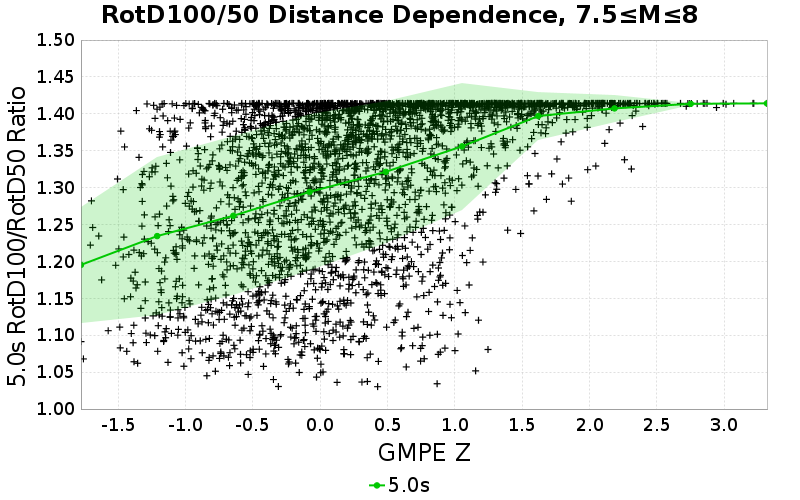 RotD100/50 Distance Dependence, 7.5≤M≤8
5.0s RotD100/RotD50 Ratio
1.50
1.45
1.40
1.35
1.30
1.25
1.20
1.15
1.10
1.05
1.00
-1.5 -1.0 -0.5 0.0 0.5 1.0 1.5 2.0 2.5 3.0
GMPE Z
5.0s